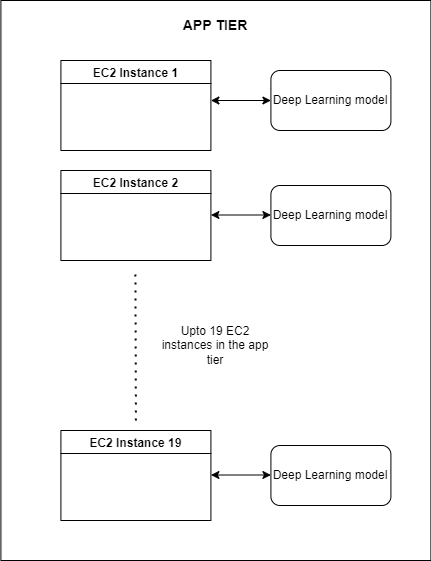 APP TIER
EC2 Instance 1
Deep Learning model
EC2 Instance 2
Deep Learning model
Upto 19 EC2
instances in the app
tier
EC2 Instance 19
Deep Learning model